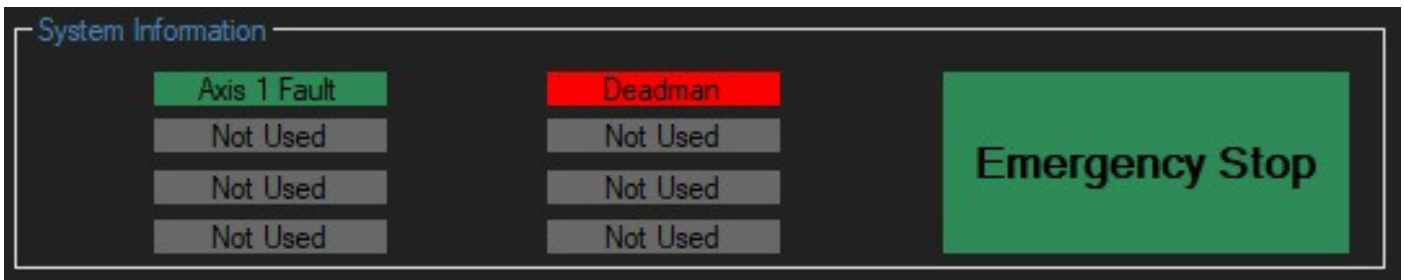 System Information
Axis 1 Fault
Deadman
Not Used
Not Used
Emergency Stop
Not Used
Not Used
Not Used
Not Used